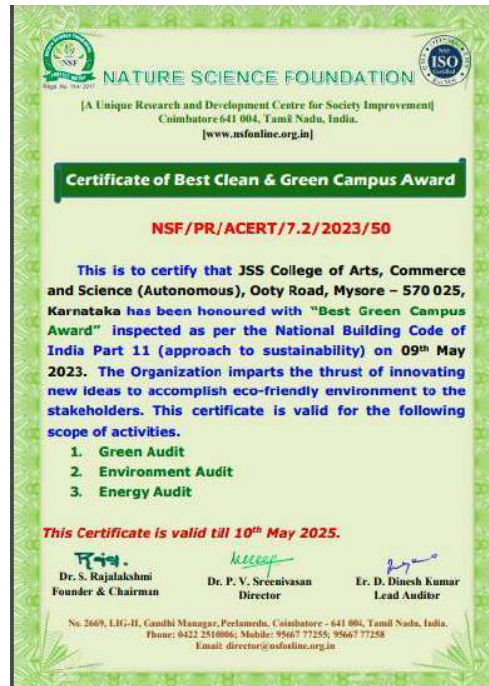 NSF
Regd. No. 114/ 2017
ISO
Certified
NATURE SCIENCE FOUNDATION
[A Unique Research and Development Centre for Society Improvement]
Coimbatore 641 004, Tamil Nadu, India.
[www.nsfonline.org.in]
Certificate of Best Clean & Green Campus Award
NSF/PR/ACERT/7.2/2023/50
This is to certify that JSS College of Arts, Commerce
and Science (Autonomous), Ooty Road, Mysore – 570 025,
Karnataka has been honoured with “Best Green Campus
Award” inspected as per the National Building Code of
India Part 11 (approach to sustainability) on 09th May
2023. The Organization imparts the thrust of innovating
new ideas to accomplish eco-friendly environment to the
stakeholders. This certificate is valid for the following
scope of activities.
1. Green Audit
2. Environment Audit
3. Energy Audit
This Certificate is valid till 10th May 2025.
Dr. S. Rajalakshmi
Founder & Chairman
Dr. P. V. Sreenivasan
Director
Er. D. Dinesh Kumar
Lead Auditor
No. 2669, LIG-II, Gandhi Managar, Peelamedu, Coimbatore - 641 004, Tamil Nadu, India.
Phone: 0422 2510006; Mobile: 95667 77255; 95667 77258
Email: director@nsfonline.org.in